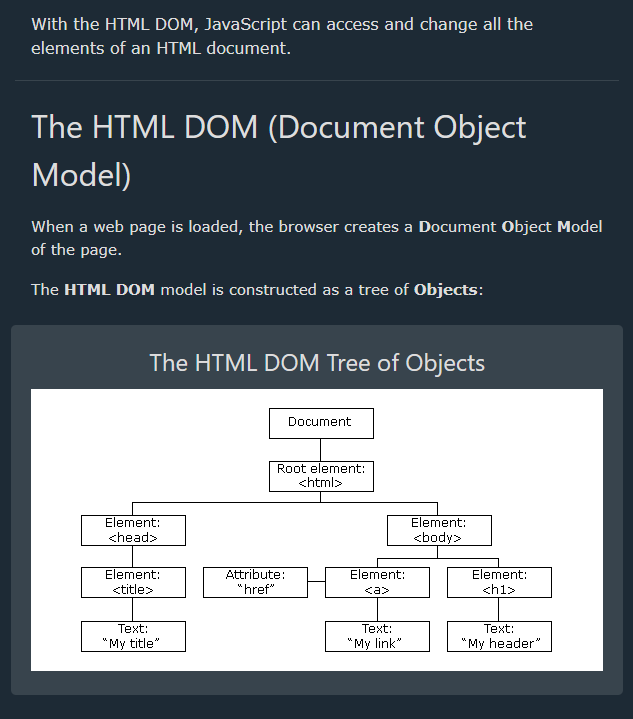 With the HTML DOM, JavaScript can access and change all the
elements of an HTML document.
The HTML DOM (Document Object
Model)
When a web page is loaded, the browser creates a Document Object Model
of the page.
The HTML DOM model is constructed as a tree of Objects:
The HTML DOM Tree of Objects
Document
Root element:
<html>
Element:
<head>
Element:
<body>
Element:
<title>
Attribute:
"href"
Element:
<a>
Element:
<h1>
Text:
"My title"
Text:
"My link"
Text:
"My header"